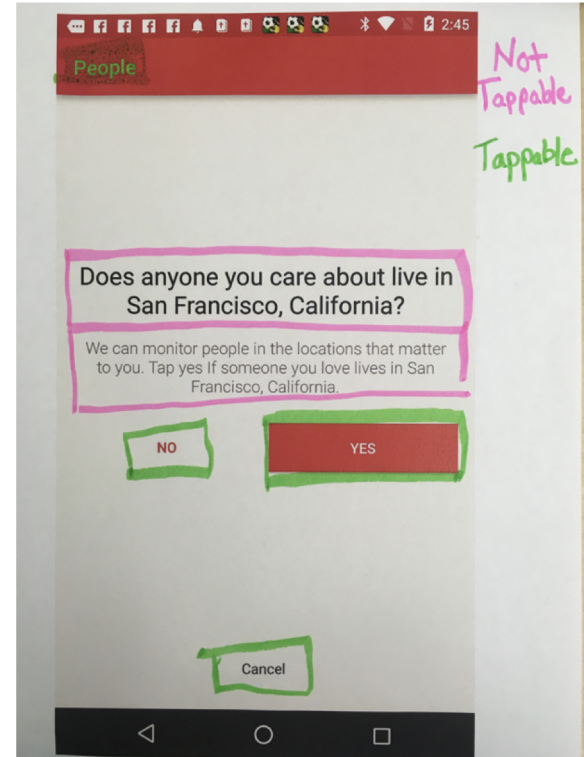 2:45
People
Not
Tappable
Tappable
Does anyone you care about live in
San Francisco, California?
We can monitor people in the locations that matter
to you. Tap yes If someone you love lives in San
Francisco, California.
NO
YES
Cancel